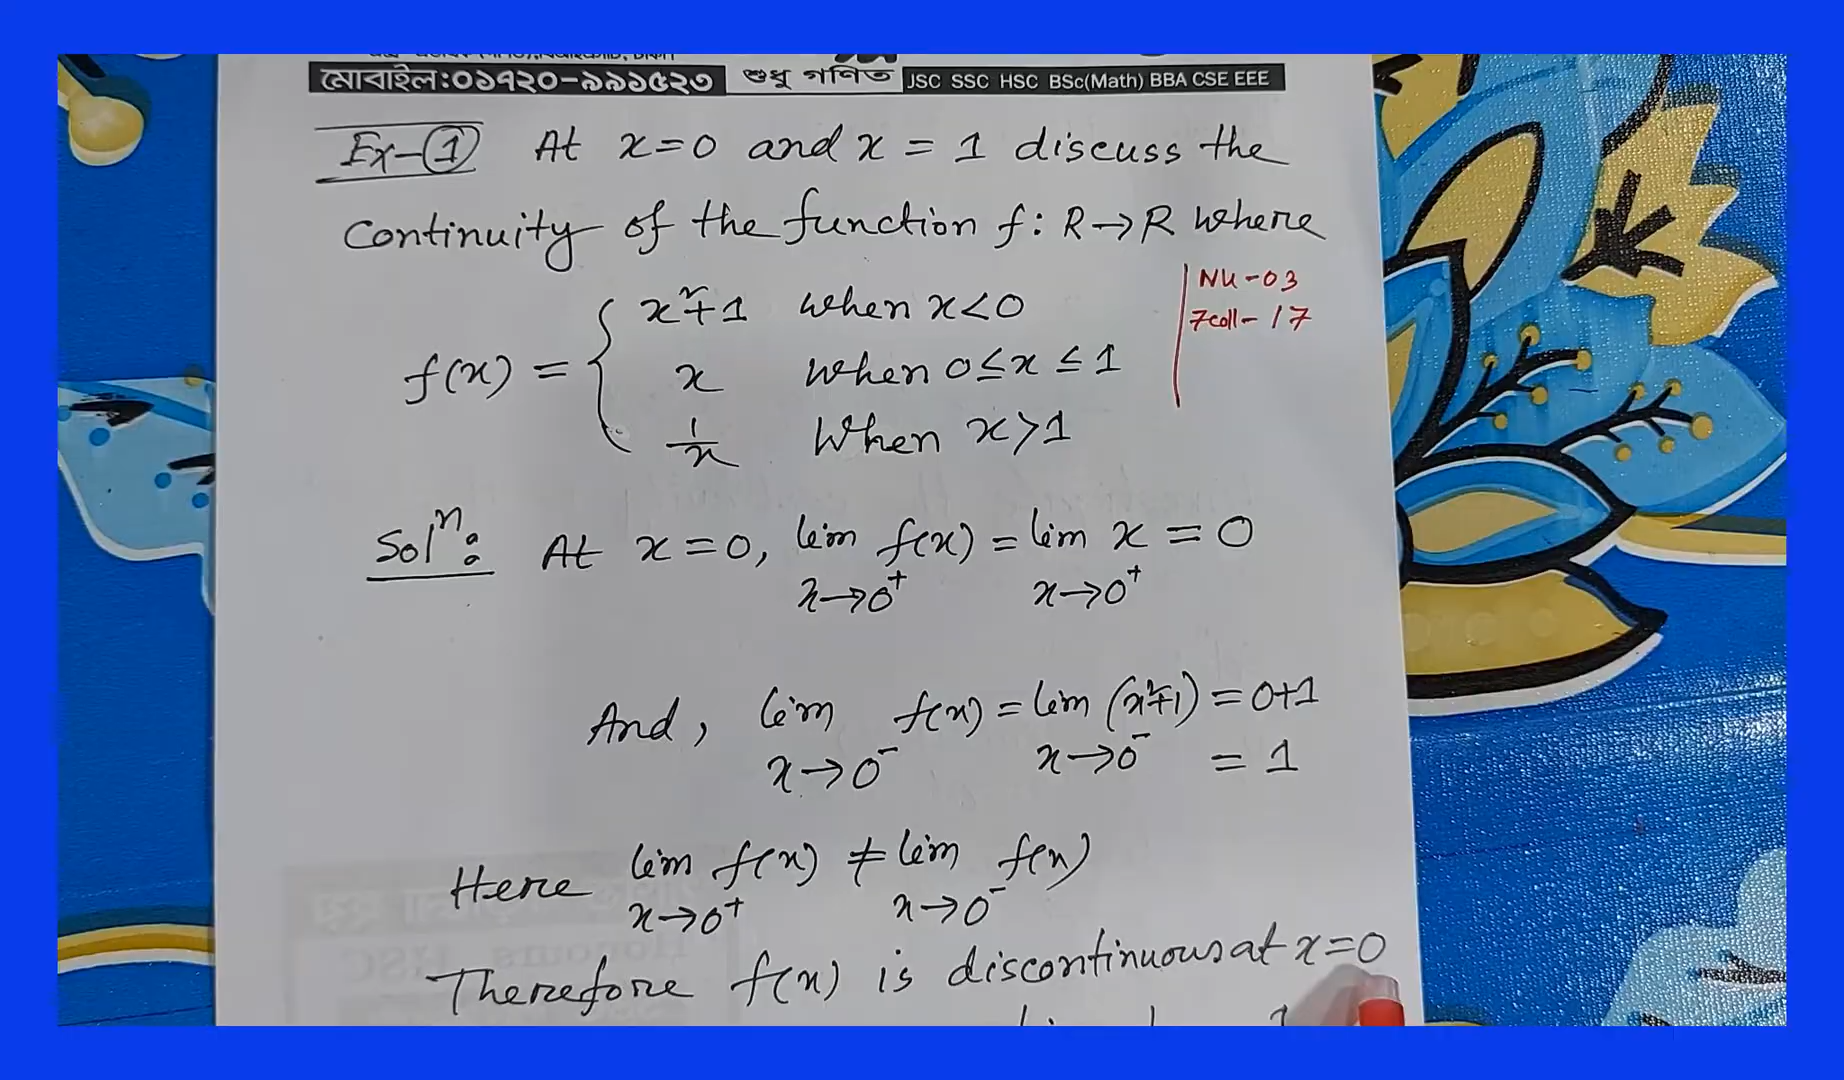 মোবাইল:০১৭২০-৯৯১৫২৩ শুধু গণিত JSC SSC HSC BSc(Math) BBA CSE EEE
Ex-(1) At x=0 and x = 1 discuss the
continuity of the function f: R→R where
NU-03
7coll-17
f(x) = { x²+1 when x<0
x when 0≤x≤1
1/x when x>1
Solⁿ: At x=0, lim x→0⁺ f(x) = lim x→0⁺ x = 0
And, lim x→0⁻ f(x) = lim x→0⁻ (x²+1) = 0+1
= 1
Here lim x→0⁺ f(x) ≠ lim x→0⁻ f(x)
Therefore f(x) is discontinuous at x=0